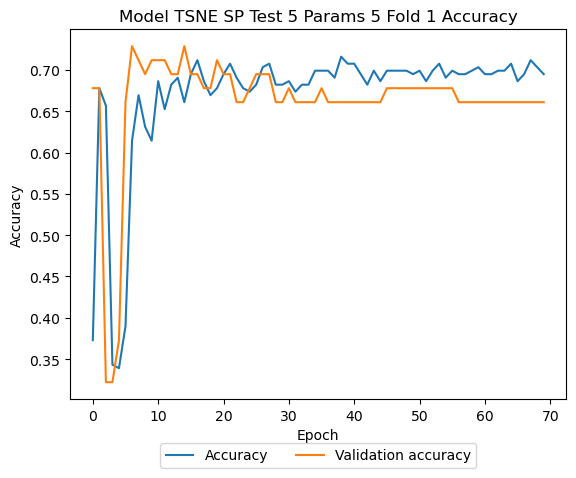 Model TSNE SP Test 5 Params 5 Fold 1 Accuracy
0.70
0.65
0.60
0.55
0.50
0.45
0.40
0.35
Accuracy
0 10 20 30 40 50 60 70
Epoch
Accuracy Validation accuracy